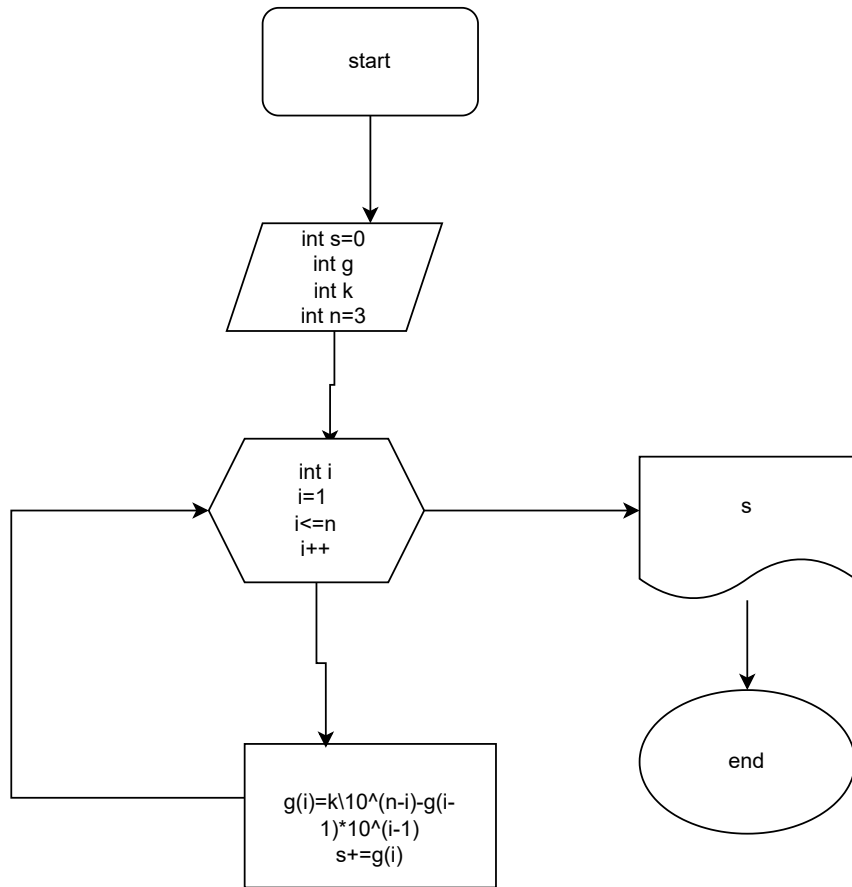 start
int s=0
int g
int k
int n=3
int i
i=1
i<=n
i++
s
g(i)=k\10^(n-i)-g(i-
1)*10^(i-1)
s+=g(i)
end